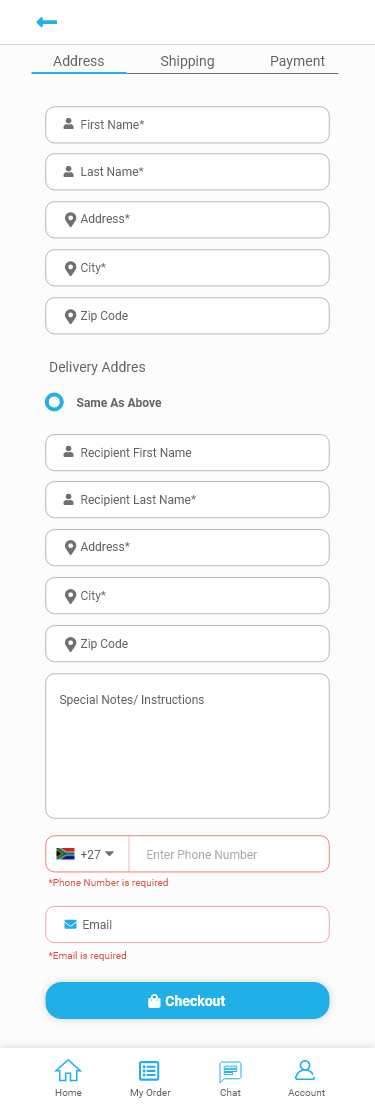 Address Shipping Payment
First Name*
Last Name*
Address*
City*
Zip Code
Delivery Addres
Same As Above
Recipient First Name
Recipient Last Name*
Address*
City*
Zip Code
Special Notes/ Instructions
+27 Enter Phone Number
*Phone Number is required
Email
*Email is required
Checkout
Home My Order Chat Account